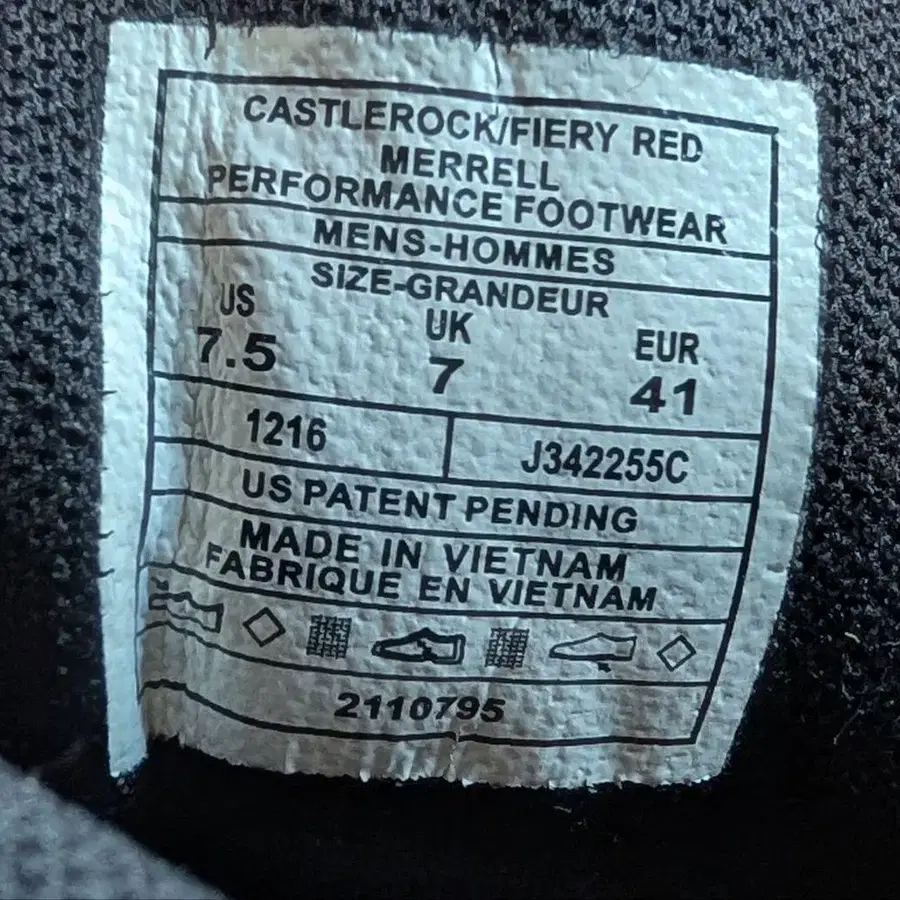 CASTLEROCK/FIERY RED
MERRELL
PERFORMANCE FOOTWEAR
MENS-HOMMES
SIZE-GRANDEUR
US UK EUR
7.5 7 41
1216 J342255C
US PATENT PENDING
MADE IN VIETNAM
FABRIQUE EN VIETNAM
2110795